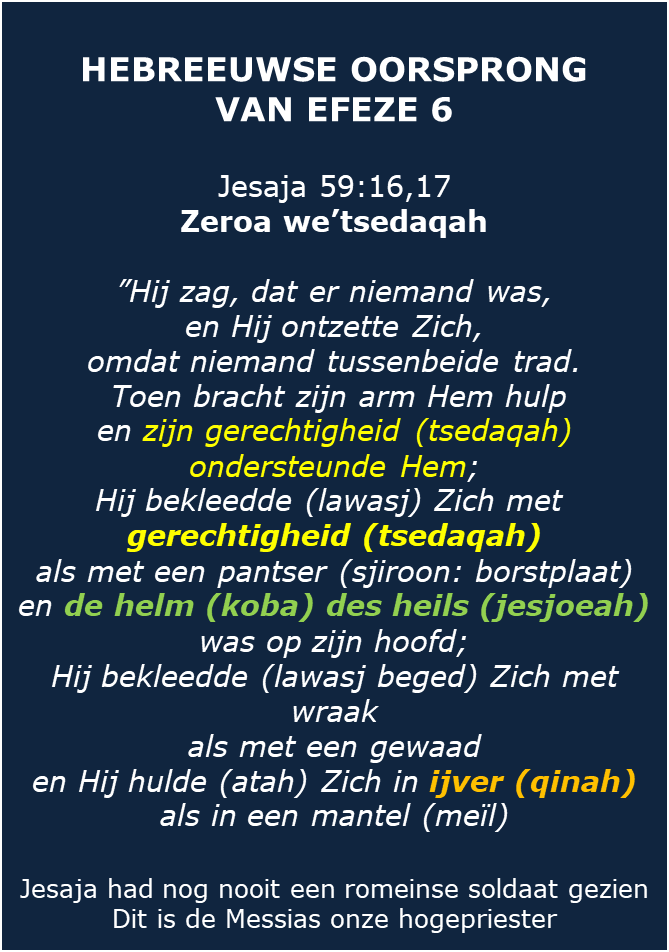 HEBREEUWSE OORSPRONG
VAN EFEZE 6
Jesaja 59:16,17
Zeroa we’tsedaqah
”Hij zag, dat er niemand was,
en Hij ontzette Zich,
omdat niemand tussenbeide trad.
Toen bracht zijn arm Hem hulp
en zijn gerechtigheid (tsedaqah)
ondersteunde Hem;
Hij bekleedde (lawasj) Zich met
gerechtigheid (tsedaqah)
als met een pantser (sjiroon: borstplaat)
en de helm (koba) des heils (jesjoeah)
was op zijn hoofd;
Hij bekleedde (lawasj beged) Zich met
wraak
als met een gewaad
en Hij hulde (atah) Zich in ijver (qinah)
als in een mantel (meïl)
Jesaja had nog nooit een romeinse soldaat gezien
Dit is de Messias onze hogepriester